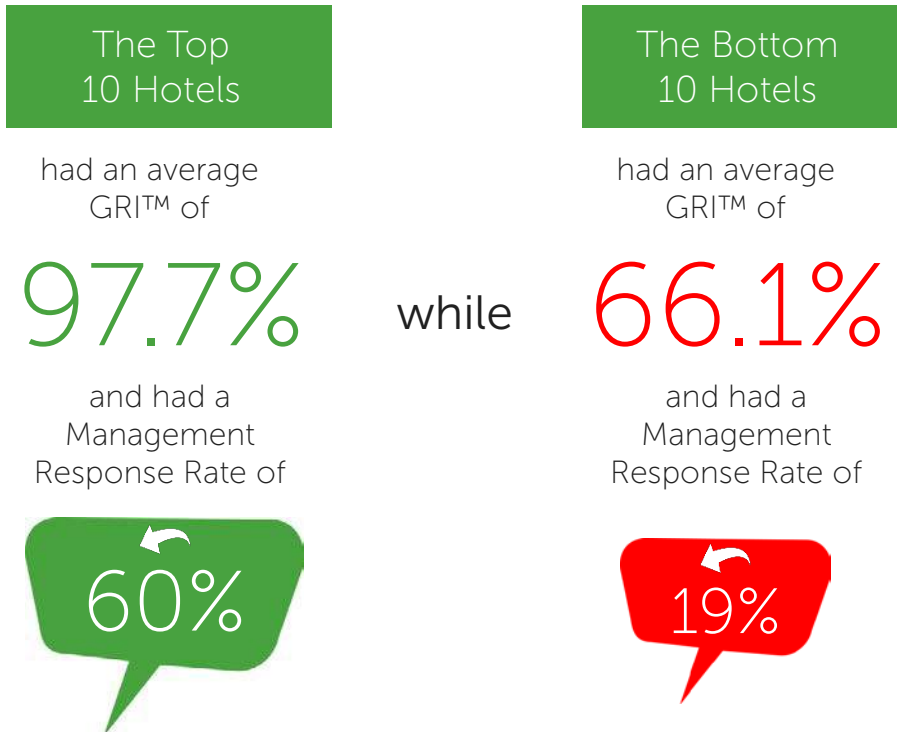 The Top
10 Hotels
had an average
GRI™ of
97.7%
and had a
Management
Response Rate of
60%
while
The Bottom
10 Hotels
had an average
GRI™ of
66.1%
and had a
Management
Response Rate of
19%